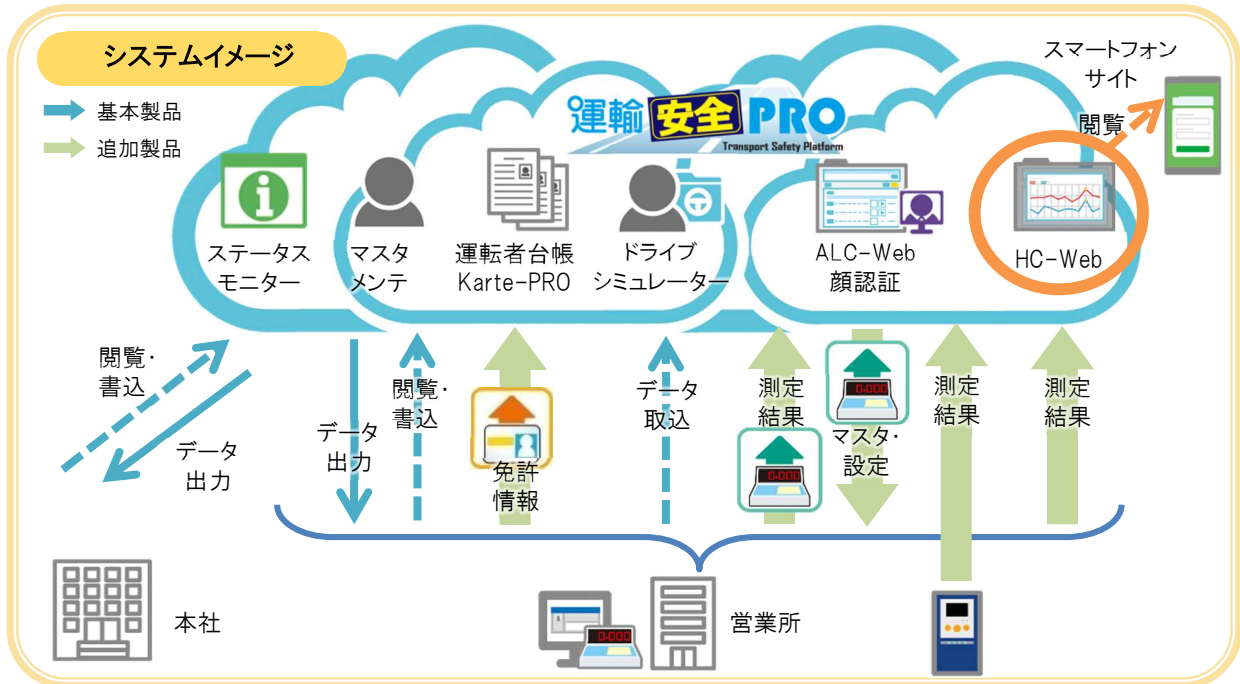 システムイメージ
基本製品
追加製品
運輸安全PRO
Transport Safety Platform
スマートフォン
サイト
閲覧
ステータス
モニター
マスタ
メンテ
運転者台帳
Karte-PRO
ドライブ
シミュレーター
ALC-Web
顔認証
HC-Web
閲覧・
書込
データ
出力
データ
出力
閲覧・
書込
免許
情報
データ
取込
測定
結果
マスタ・
設定
測定
結果
測定
結果
0-000
0-000
本社
0-000
営業所